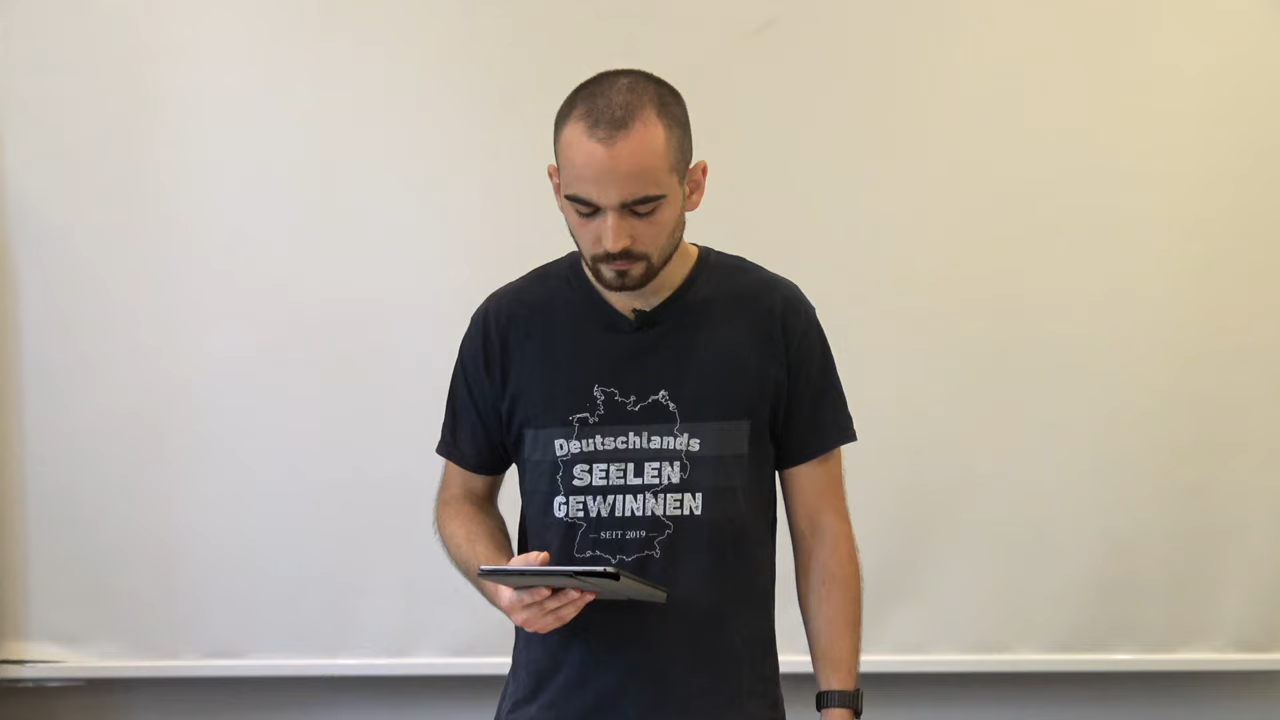 Deutschlands
SEELEN
GEWINNEN
— SEIT 2019 —